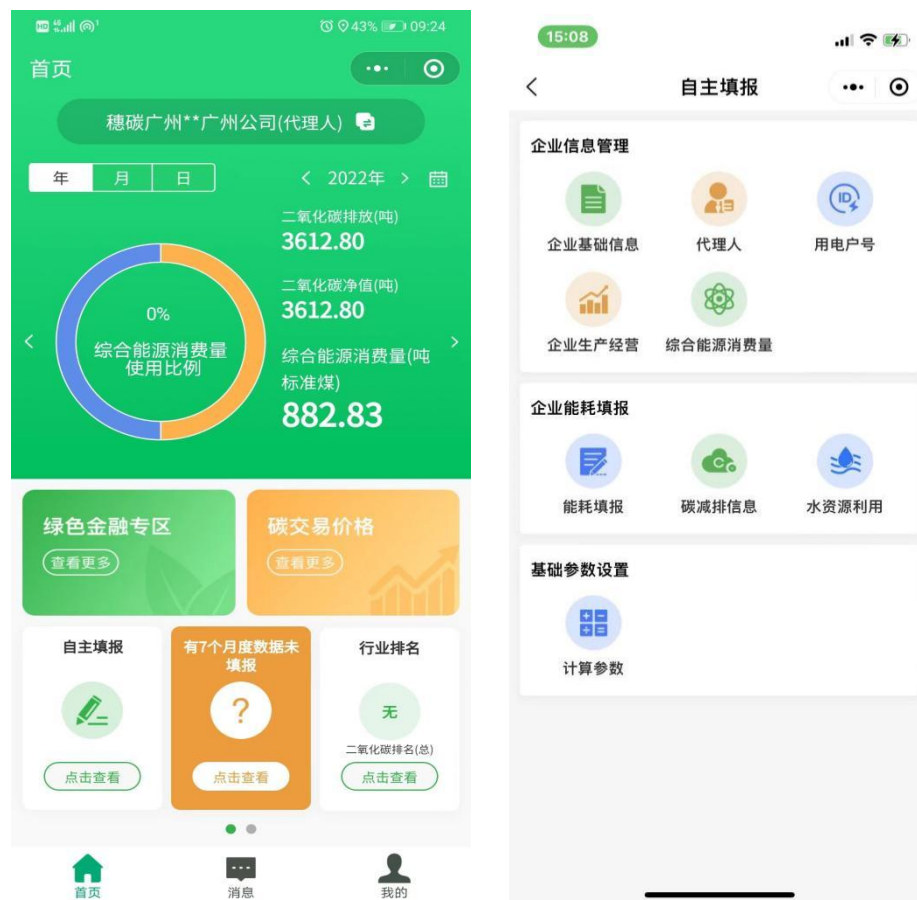 HD 46 43% 09:24
首页
穗碳广州**广州公司(代理人)
年 月 日 < 2022年 >
二氧化碳排放(吨)
3612.80
二氧化碳净值(吨)
3612.80
0%
综合能源消费量
使用比例
综合能源消费量(吨
标准煤)
882.83
绿色金融专区
查看更多
碳交易价格
查看更多
自主填报
点击查看
有7个月度数据未
填报
?
点击查看
行业排名
无
二氧化碳排名(总)
点击查看
首页 消息 我的
15:08
自主填报
企业信息管理
企业基础信息 代理人 用电户号
ID
企业生产经营 综合能源消费量
企业能耗填报
能耗填报 碳减排信息 水资源利用
基础参数设置
计算参数